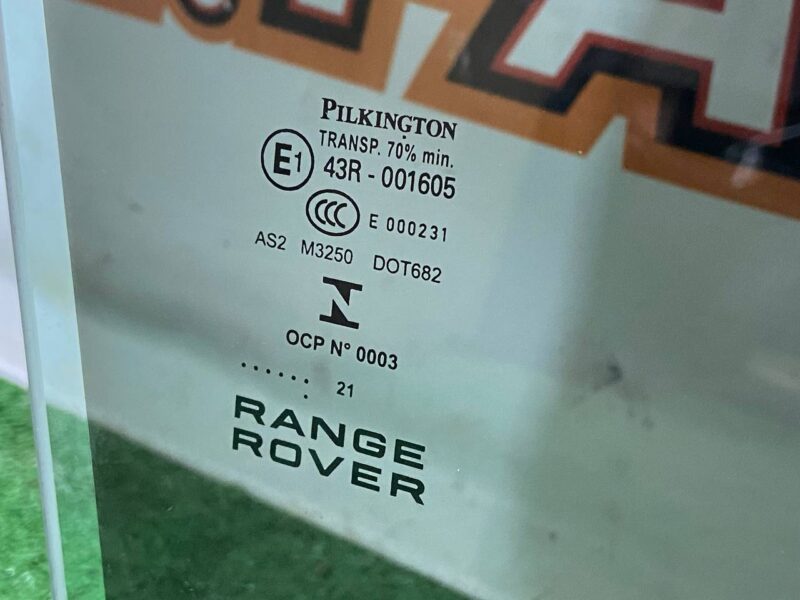 PILKINGTON
TRANSP. 70% min.
E1 43R - 001605
CCC E 000231
AS2 M3250 DOT682
OCP N° 0003
....... 21
RANGE
ROVER